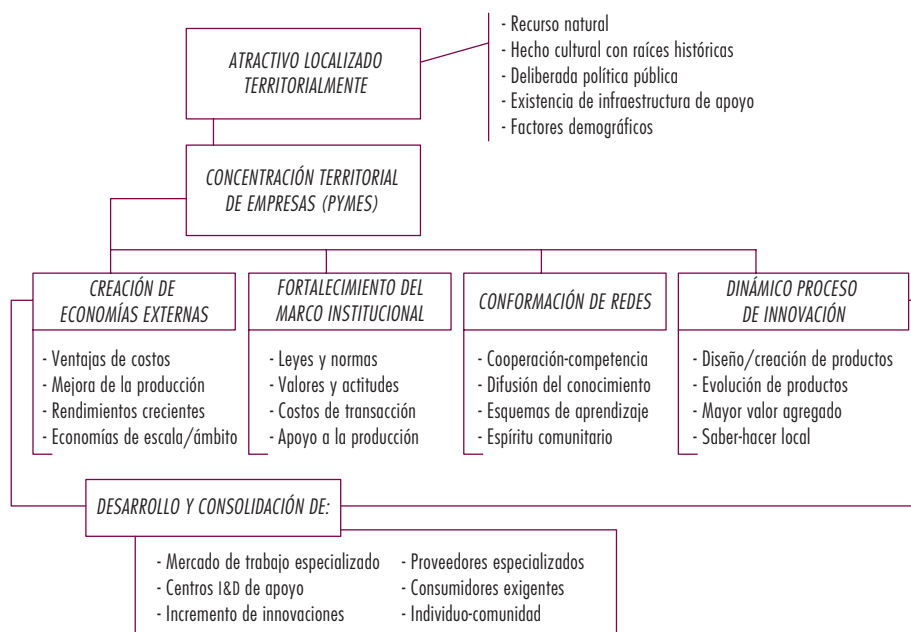 ATRACTIVO LOCALIZADO
TERRITORIALMENTE
- Recurso natural
- Hecho cultural con raíces históricas
- Deliberada política pública
- Existencia de infraestructura de apoyo
- Factores demográficos
CONCENTRACIÓN TERRITORIAL
DE EMPRESAS (PYMES)
CREACIÓN DE
ECONOMÍAS EXTERNAS
- Ventajas de costos
- Mejora de la producción
- Rendimientos crecientes
- Economías de escala/ámbito
FORTALECIMIENTO DEL
MARCO INSTITUCIONAL
- Leyes y normas
- Valores y actitudes
- Costos de transacción
- Apoyo a la producción
CONFORMACIÓN DE REDES
- Cooperación-competencia
- Difusión del conocimiento
- Esquemas de aprendizaje
- Espíritu comunitario
DINÁMICO PROCESO
DE INNOVACIÓN
- Diseño/creación de productos
- Evolución de productos
- Mayor valor agregado
- Saber-hacer local
DESARROLLO Y CONSOLIDACIÓN DE:
- Mercado de trabajo especializado
- Centros I&D de apoyo
- Incremento de innovaciones
- Proveedores especializados
- Consumidores exigentes
- Individuo-comunidad